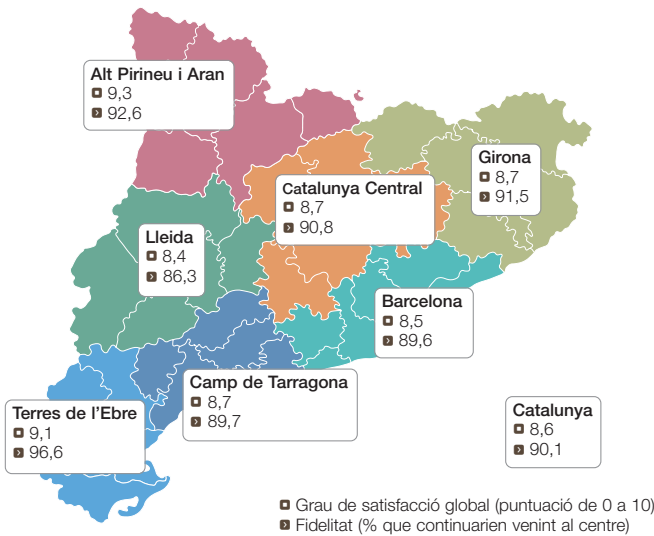 Alt Pirineu i Aran
9,3
92,6
Girona
8,7
91,5
Catalunya Central
8,7
90,8
Lleida
8,4
86,3
Barcelona
8,5
89,6
Camp de Tarragona
8,7
89,7
Terres de l’Ebre
9,1
96,6
Catalunya
8,6
90,1
Grau de satisfacció global (puntuació de 0 a 10)
Fidelitat (% que continuarien venint al centre)